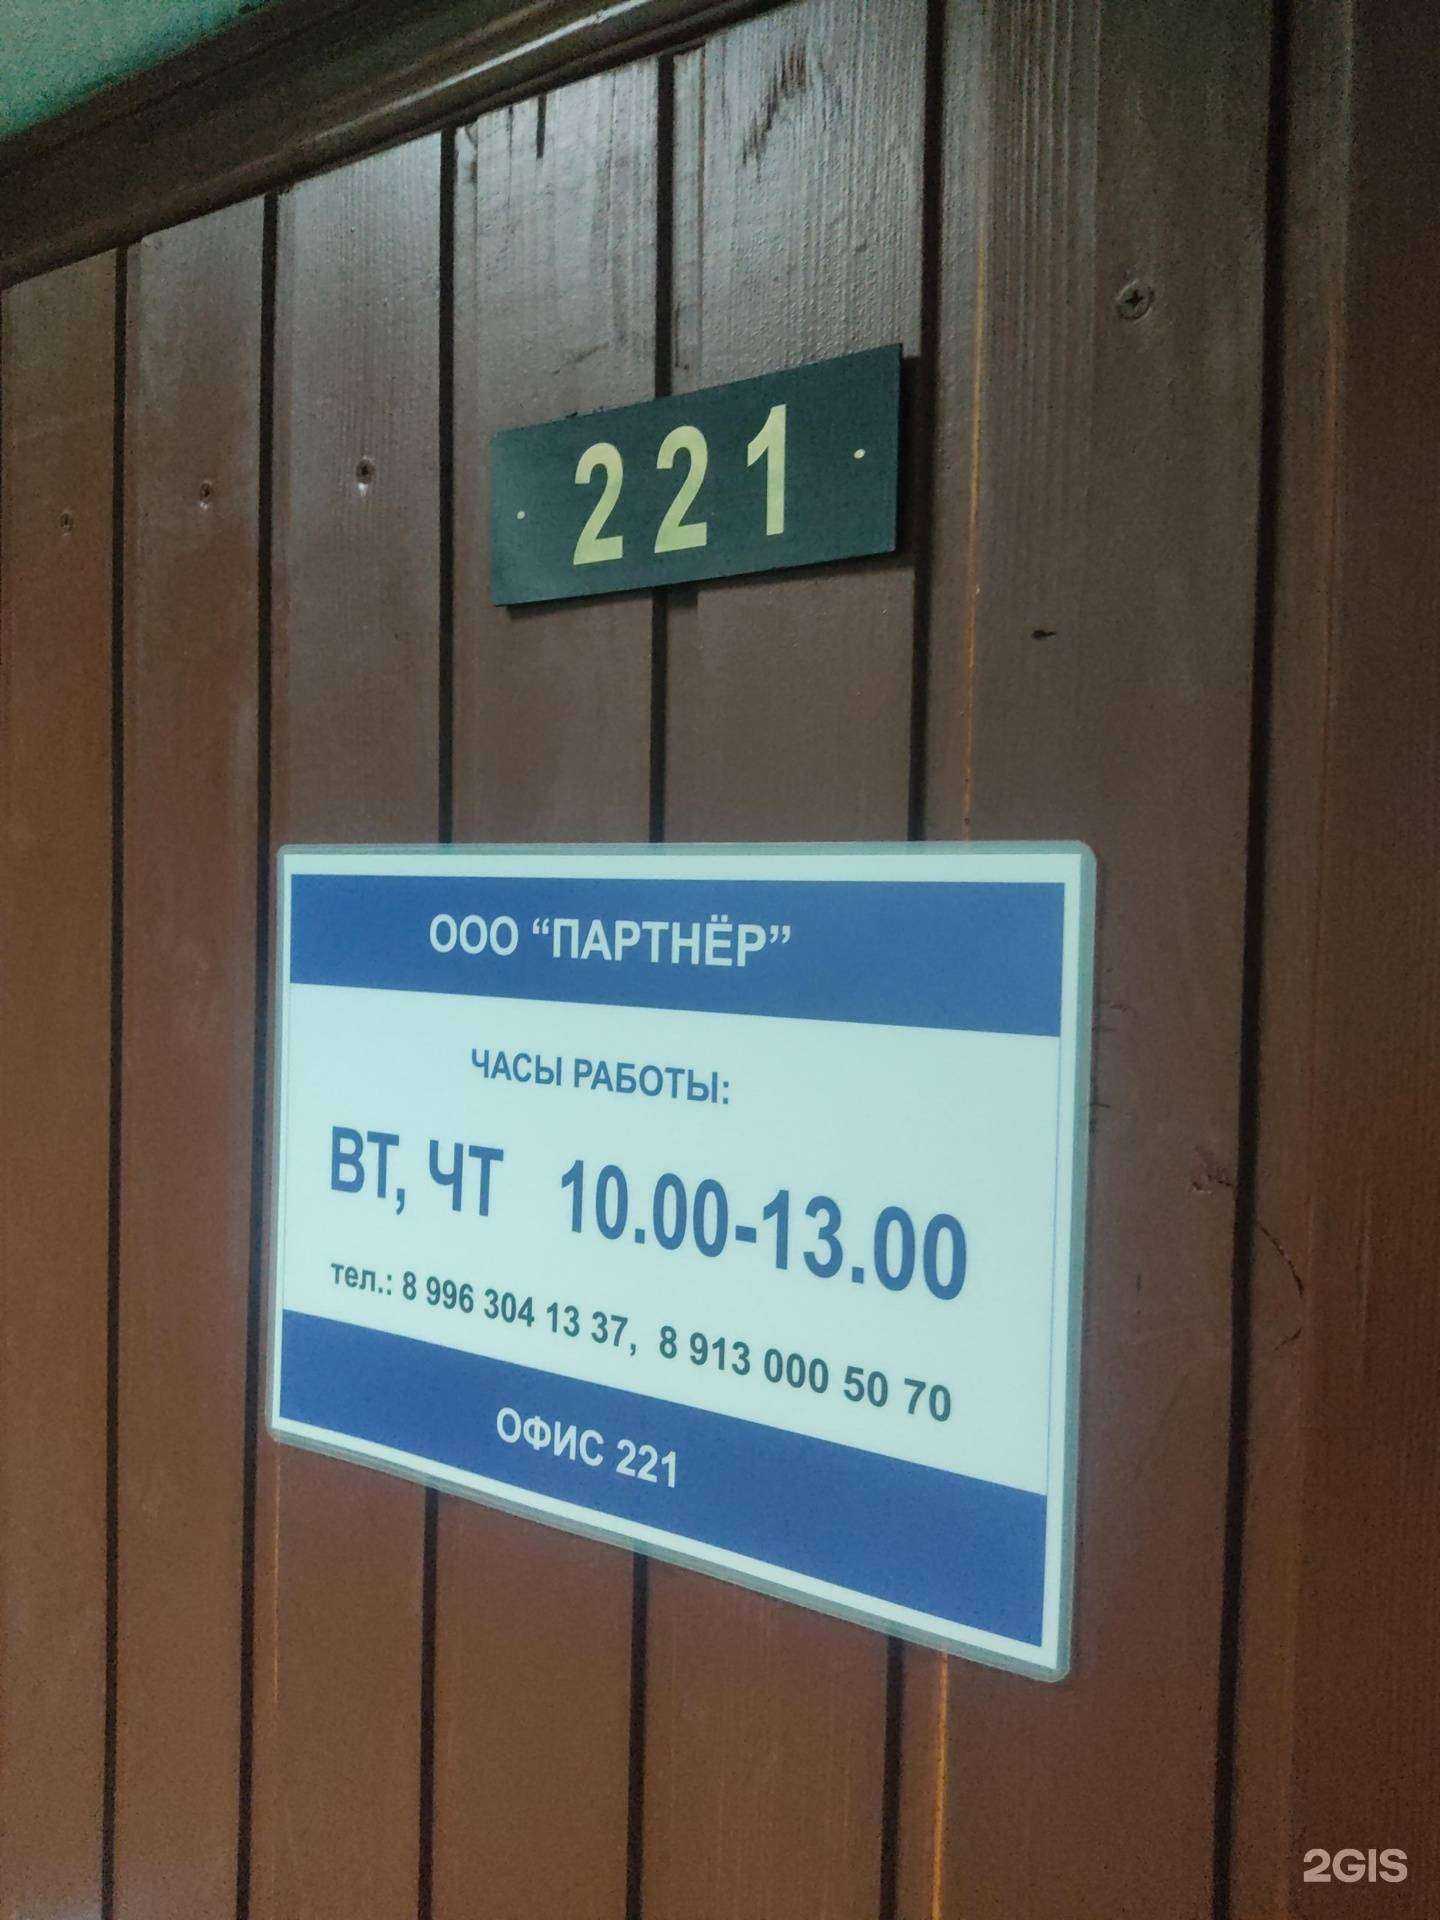 221
ООО “ПАРТНЁР”
ЧАСЫ РАБОТЫ:
ВТ, ЧТ 10.00-13.00
тел.: 8 996 304 13 37, 8 913 000 50 70
ОФИС 221
2GIS